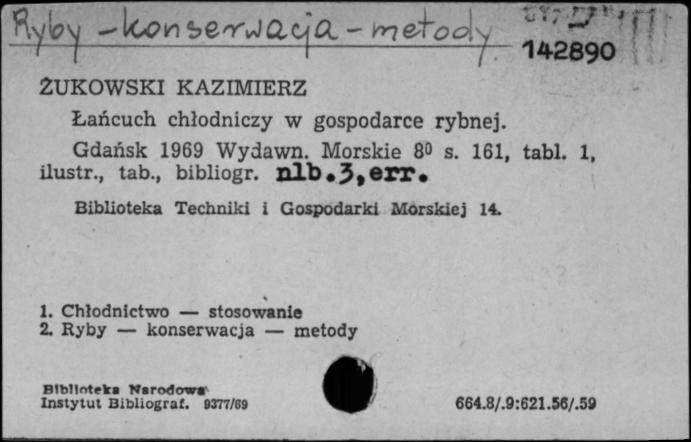 Ryby - konserwacja - metody
142890
ŻUKOWSKI KAZIMIERZ
Łańcuch chłodniczy w gospodarce rybnej.
Gdańsk 1969 Wydawn. Morskie 8⁰ s. 161, tabl. 1,
ilustr., tab., bibliogr. nlb.3,err.
Biblioteka Techniki i Gospodarki Morskiej 14.
1. Chłodnictwo — stosowanie
2. Ryby — konserwacja — metody
Biblioteka Narodowa
Instytut Bibliograf. 9377/69
664.8/.9:621.56/.59